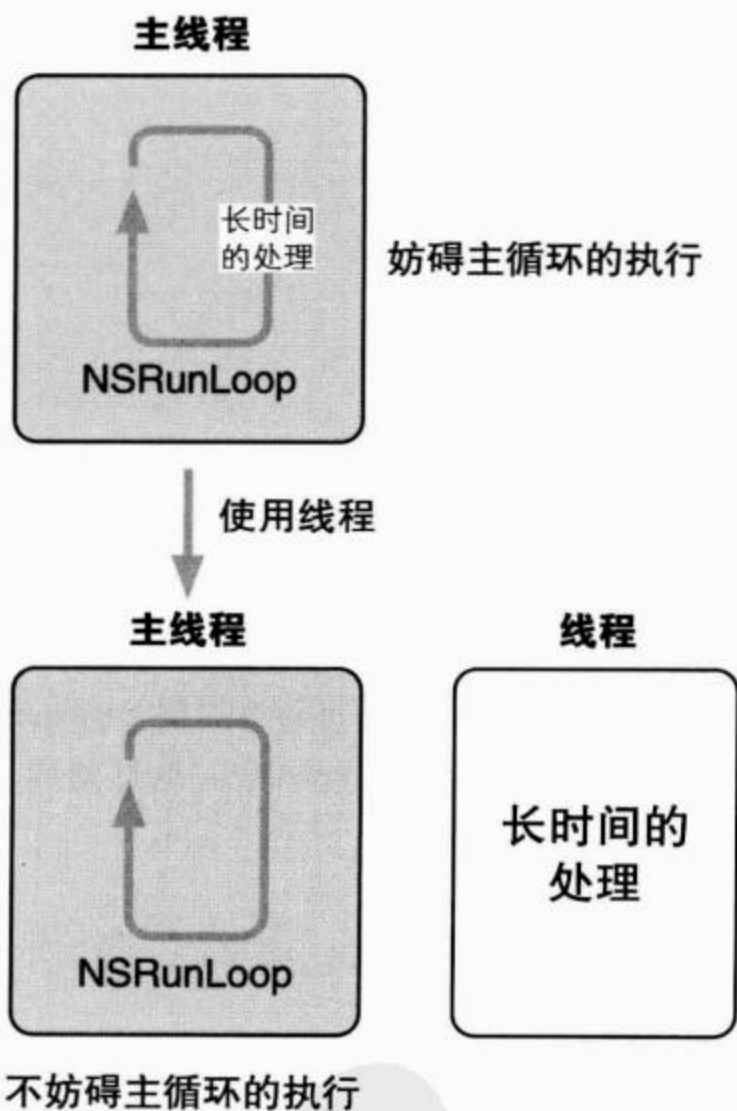 主线程
长时间
的处理
妨碍主循环的执行
NSRunLoop
使用线程
主线程
线程
长时间的
处理
NSRunLoop
不妨碍主循环的执行